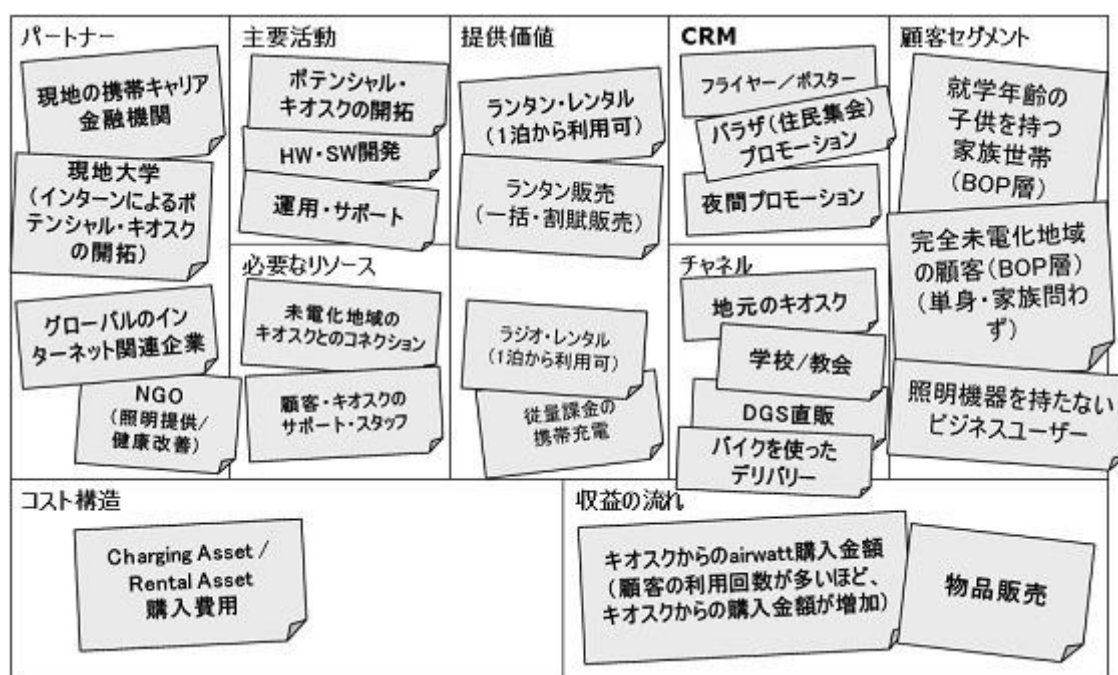 パートナー
現地の携帯キャリア
金融機関
現地大学
(インターンによるポ
テンシャル・キオスク
の開拓)
グローバルのイン
ターネット関連企業
NGO
(照明提供/
健康改善)
主要活動
ポテンシャル・
キオスクの開拓
HW・SW開発
運用・サポート
必要なリソース
未電化地域の
キオスクとのコネクション
顧客・キオスクの
サポート・スタッフ
提供価値
ランタン・レンタル
(1泊から利用可)
ランタン販売
(一括・割賦販売)
ラジオ・レンタル
(1泊から利用可)
従量課金の
携帯充電
CRM
フライヤー/ポスター
バラザ(住民集会)
プロモーション
夜間プロモーション
チャネル
地元のキオスク
学校/教会
DGS直販
バイクを使った
デリバリー
顧客セグメント
就学年齢の
子供を持つ
家族世帯
(BOP層)
完全未電化地域
の顧客(BOP層)
(単身・家族問わ
ず)
照明機器を持たない
ビジネスユーザー
コスト構造
Charging Asset /
Rental Asset
購入費用
収益の流れ
キオスクからのairwatt購入金額
(顧客の利用回数が多いほど、
キオスクからの購入金額が増加)
物品販売